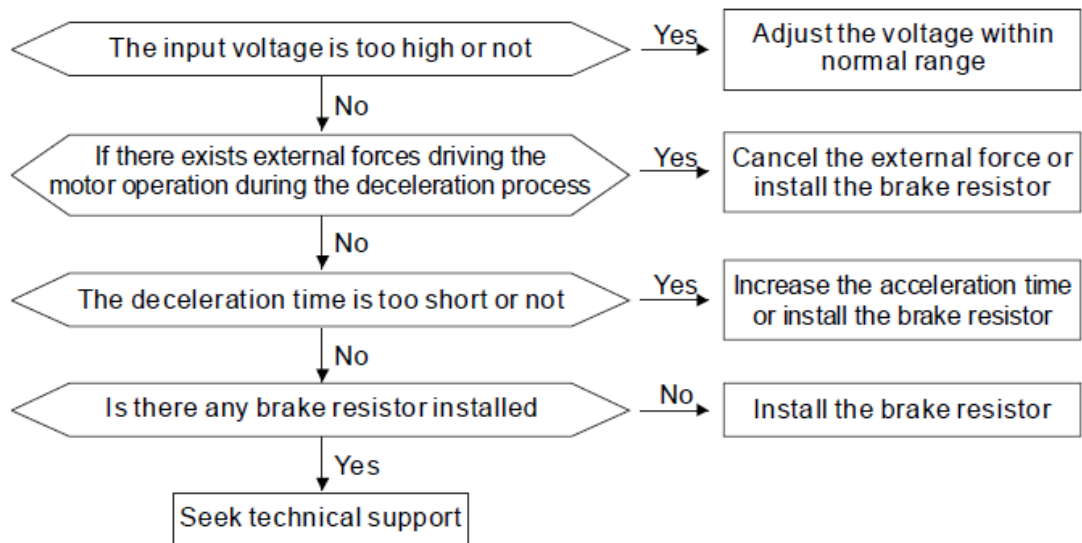 The input voltage is too high or not
Yes
Adjust the voltage within
normal range
No
If there exists external forces driving the
motor operation during the deceleration process
Yes
Cancel the external force or
install the brake resistor
No
The deceleration time is too short or not
Yes
Increase the acceleration time
or install the brake resistor
No
Is there any brake resistor installed
No
Install the brake resistor
Yes
Seek technical support